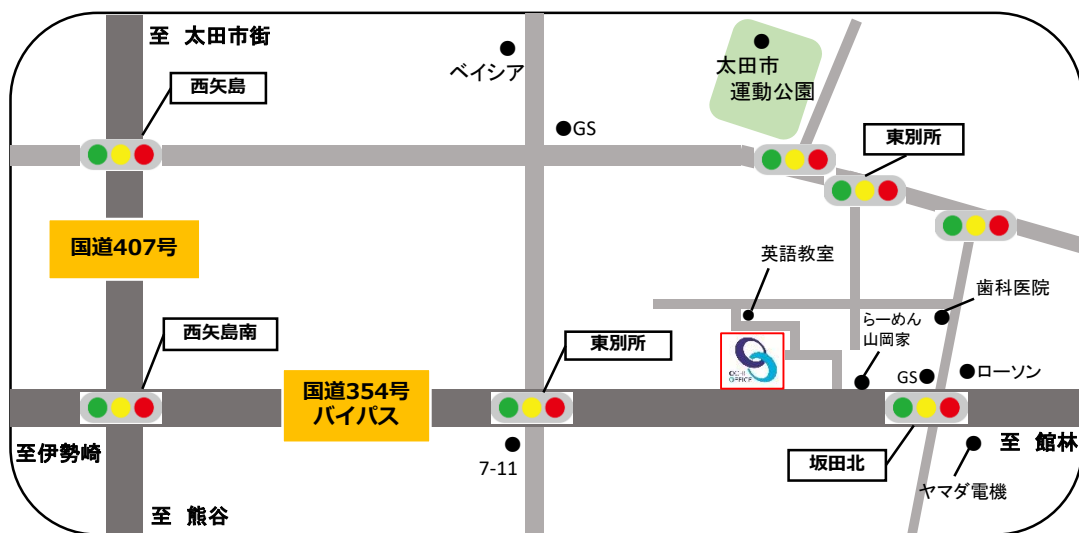 至 太田市街
西矢島
ベイシア
太田市
運動公園
GS
東別所
国道407号
英語教室
歯科医院
らーめん
山岡家
西矢島南
東別所
国道354号
バイパス
OCHI
OFFICE
GS
ローソン
至伊勢崎
7-11
坂田北
至 館林
ヤマダ電機
至 熊谷